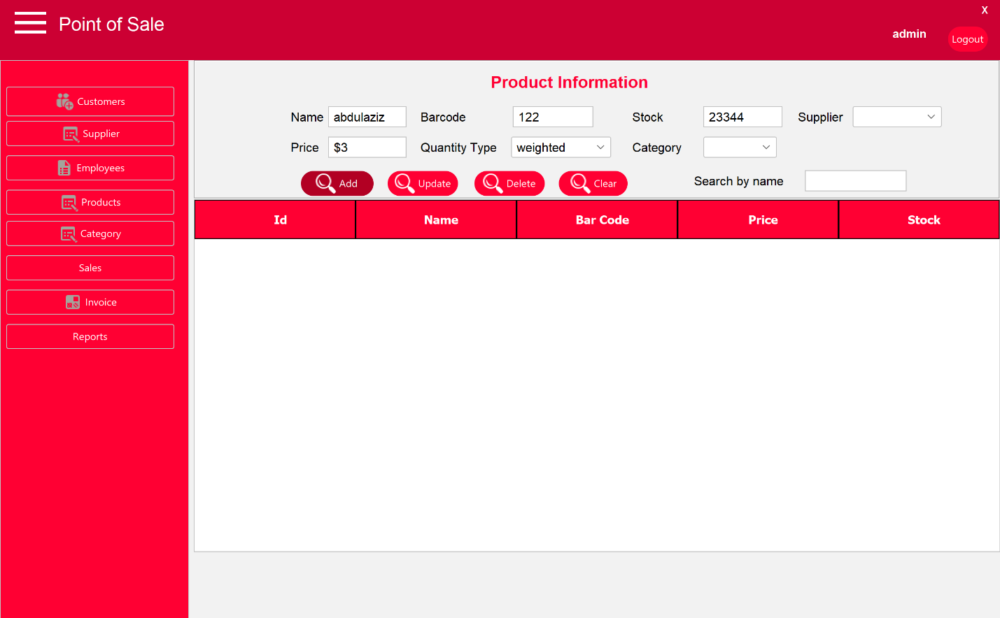 Point of Sale
X
admin
Logout
Customers
Supplier
Employees
Products
Category
Sales
Invoice
Reports
Product Information
Name abdulaziz Barcode 122 Stock 23344 Supplier
Price $3 Quantity Type weighted Category
Add Update Delete Clear Search by name
Id Name Bar Code Price Stock